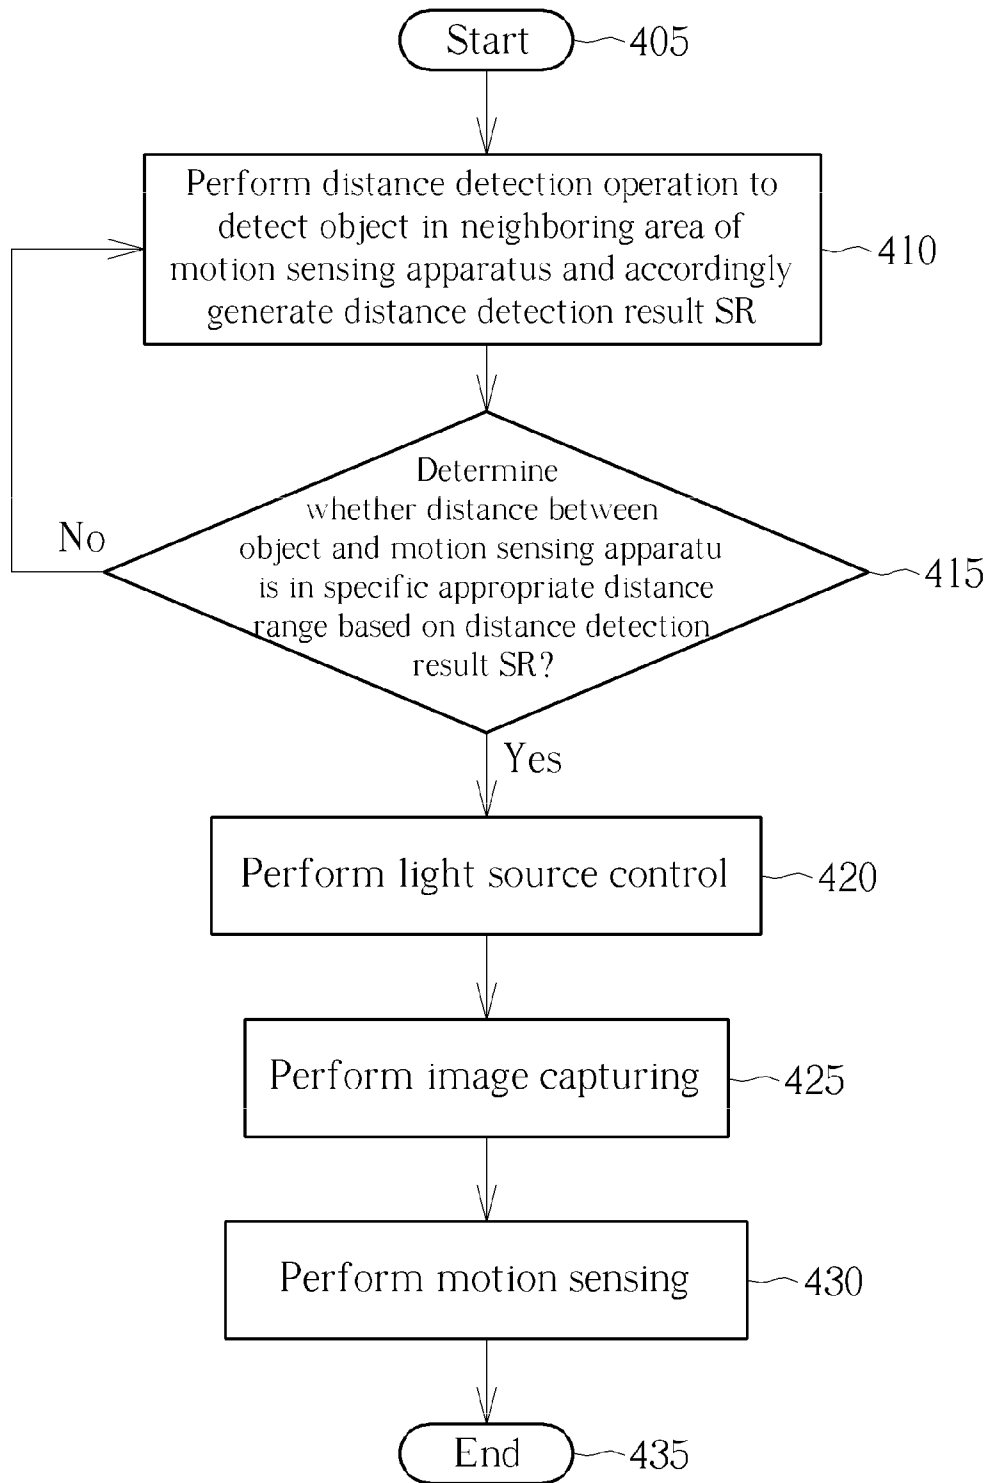 Start
405
Perform distance detection operation to
detect object in neighboring area of
motion sensing apparatus and accordingly
generate distance detection result SR
410
Determine
whether distance between
object and motion sensing apparatu
is in specific appropriate distance
range based on distance detection
result SR?
415
No
Yes
Perform light source control
420
Perform image capturing
425
Perform motion sensing
430
End
435